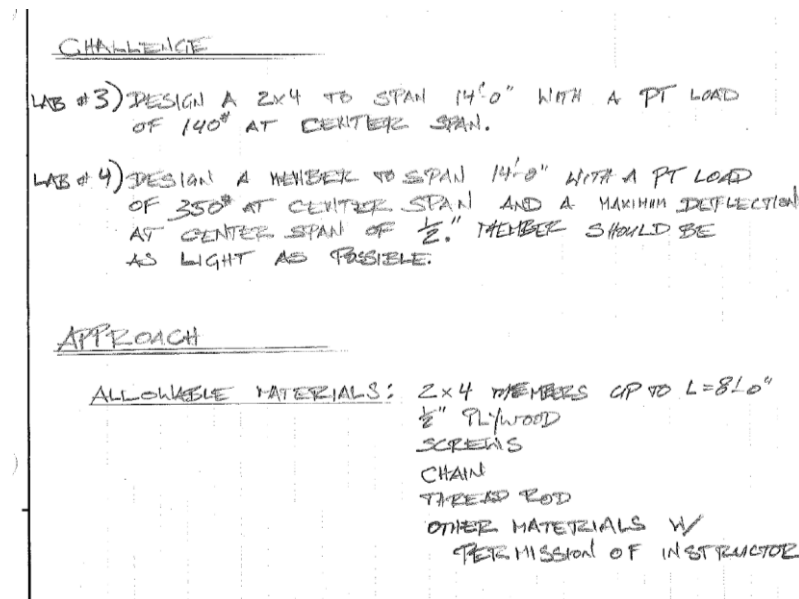 CHALLENGE
LAB #3) DESIGN A 2x4 TO SPAN 14'-0" WITH A PT LOAD
OF 140# AT CENTER SPAN.
LAB #4) DESIGN A MEMBER TO SPAN 14'-0" WITH A PT LOAD
OF 350# AT CENTER SPAN AND A MAXIMUM DEFLECTION
AT CENTER SPAN OF 1/2". MEMBER SHOULD BE
AS LIGHT AS POSSIBLE.
APPROACH
ALLOWABLE MATERIALS: 2x4 MEMBERS UP TO L=8'-0"
1/2" PLYWOOD
SCREWS
CHAIN
THREAD ROD
OTHER MATERIALS W/
PERMISSION OF INSTRUCTOR